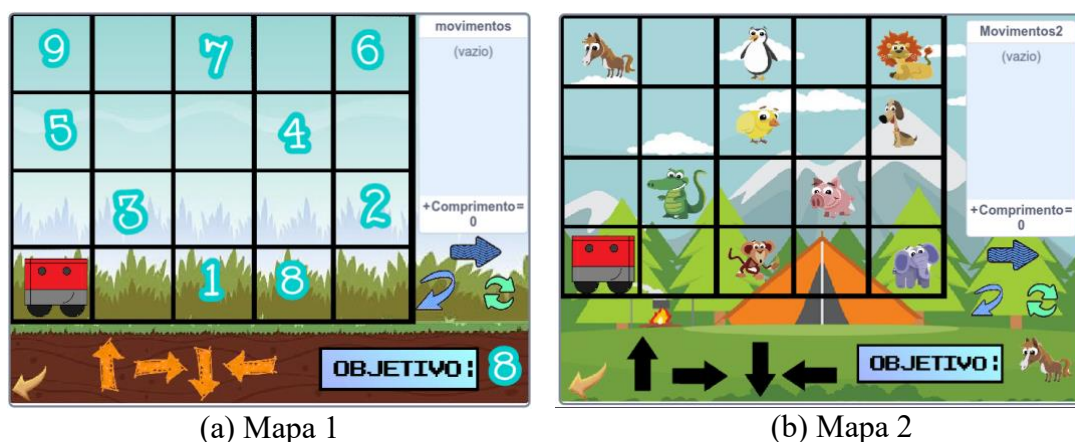 9 7 6
movimentos
(vazio)
5 4
3 2
+Comprimento=
0
1 8
OBJETIVO: 8
(a) Mapa 1
Movimentos2
(vazio)
+Comprimento=
0
OBJETIVO:
(b) Mapa 2